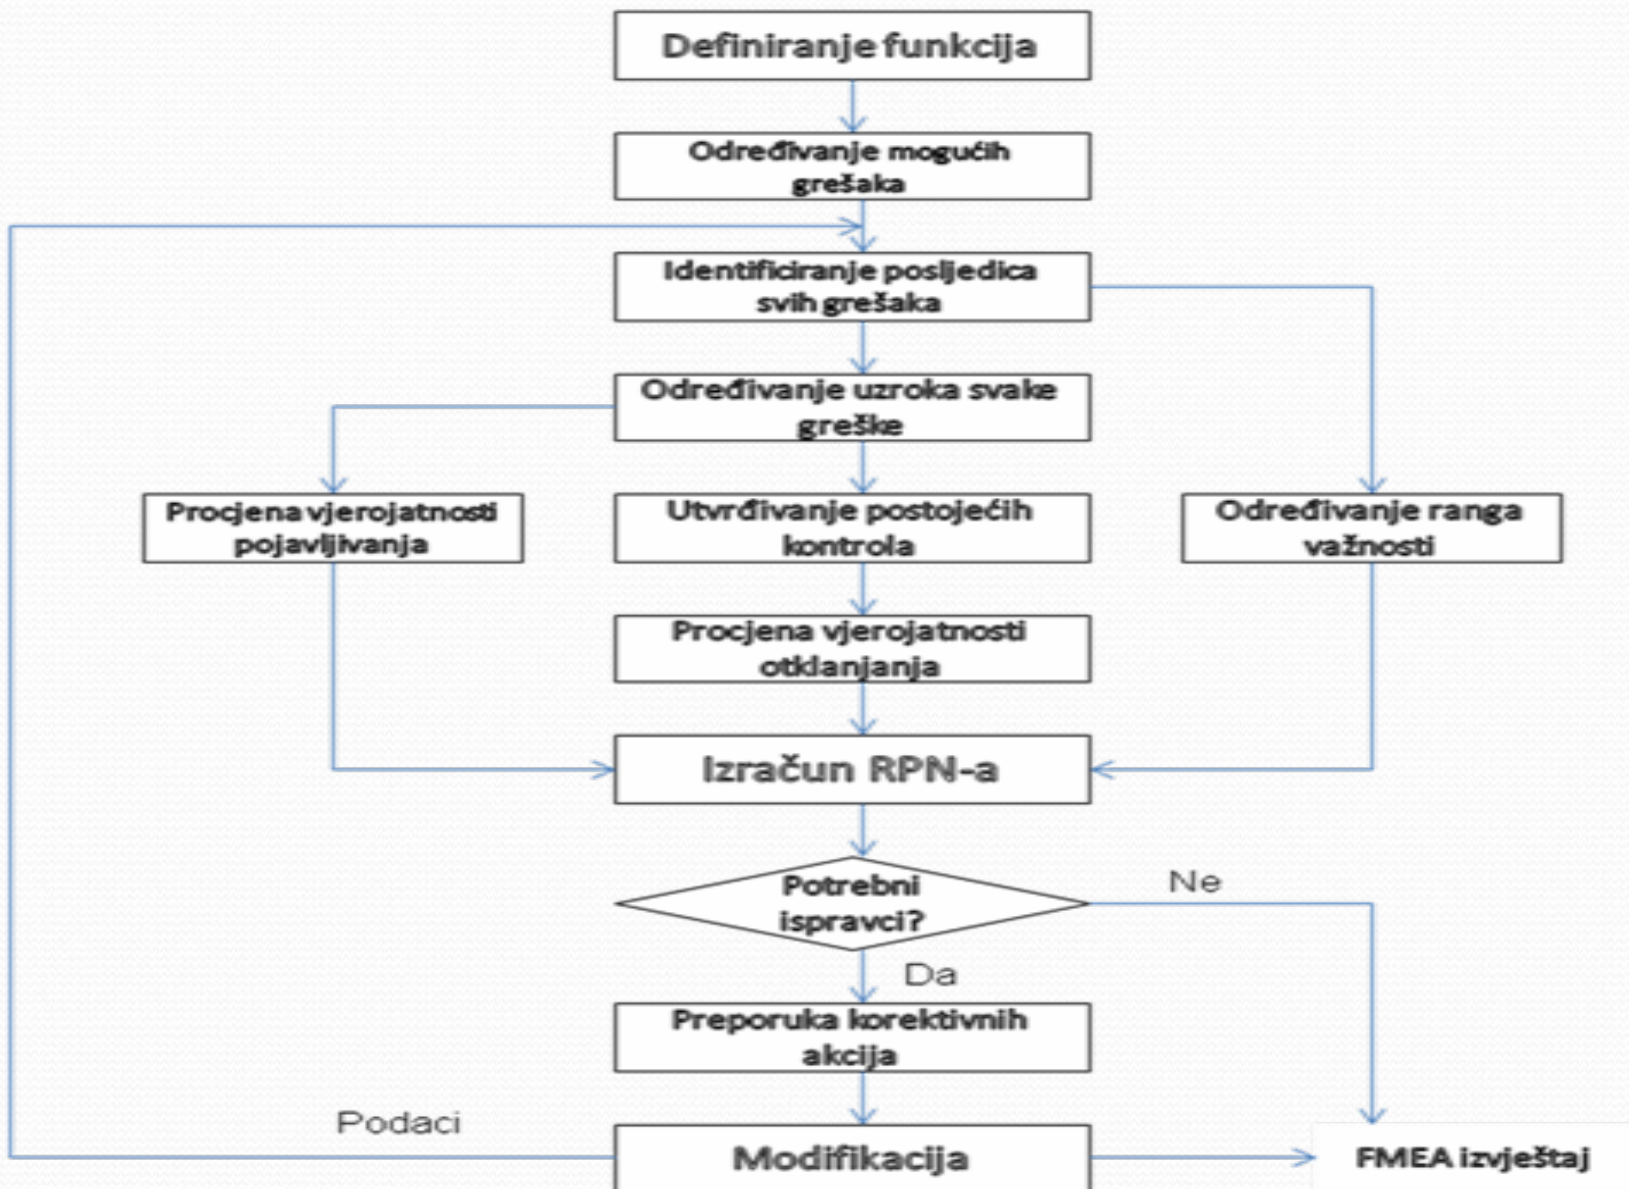 Definiranje funkcija
Određivanje mogućih
grešaka
Identificiranje posljedica
svih grešaka
Određivanje uzroka svake
greške
Procjena vjerojatnosti
pojavljivanja
Utvrđivanje postojećih
kontrola
Određivanje ranga
važnosti
Procjena vjerojatnosti
otklanjanja
Izračun RPN-a
Potrebni
ispravci?
Ne
Da
Preporuka korektivnih
akcija
Podaci
Modifikacija
FMEA izvještaj